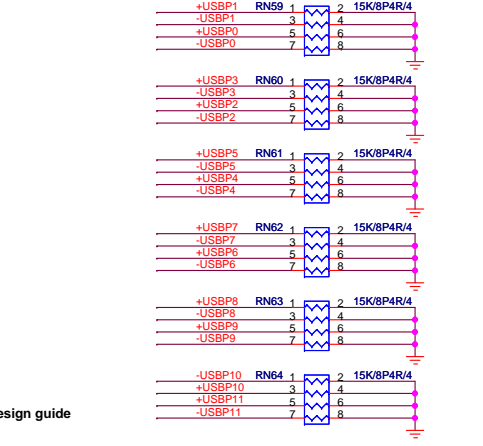 +USBP1 RN59 1 2 15K/8P4R/4
-USBP1 3 4
+USBP0 5 6
-USBP0 7 8
+USBP3 RN60 1 2 15K/8P4R/4
-USBP3 3 4
+USBP2 5 6
-USBP2 7 8
+USBP5 RN61 1 2 15K/8P4R/4
-USBP5 3 4
+USBP4 5 6
-USBP4 7 8
+USBP7 RN62 1 2 15K/8P4R/4
-USBP7 3 4
+USBP6 5 6
-USBP6 7 8
+USBP8 RN63 1 2 15K/8P4R/4
-USBP8 3 4
+USBP9 5 6
-USBP9 7 8
-USBP10 RN64 1 2 15K/8P4R/4
+USBP10 3 4
+USBP11 5 6
-USBP11 7 8
esign guide